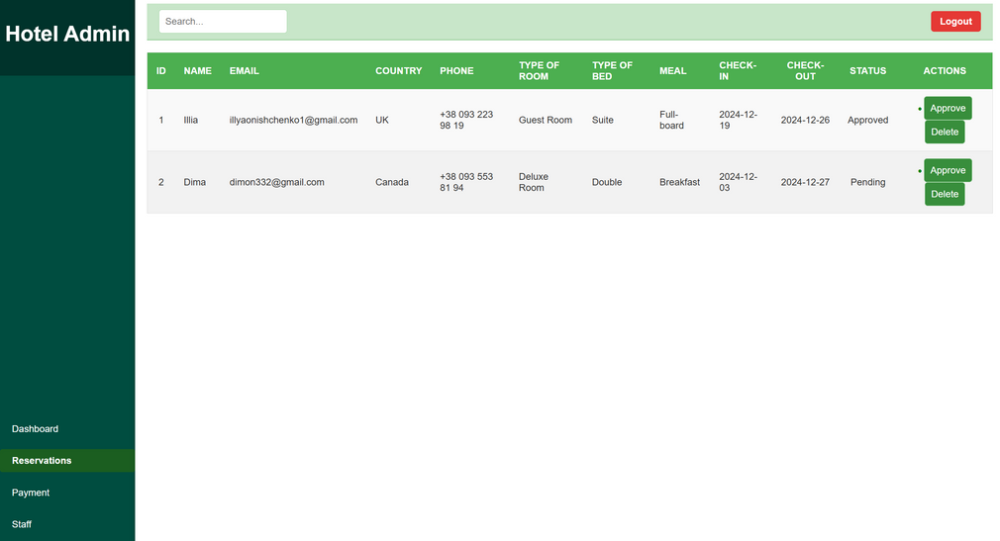 Hotel Admin
Search...
Logout
ID NAME EMAIL COUNTRY PHONE TYPE OF ROOM TYPE OF BED MEAL CHECK-IN CHECK-OUT STATUS ACTIONS
1 Illia illyaonishchenko1@gmail.com UK +38 093 223 98 19 Guest Room Suite Full-board 2024-12-19 2024-12-26 Approved Approve Delete
2 Dima dimon332@gmail.com Canada +38 093 553 81 94 Deluxe Room Double Breakfast 2024-12-03 2024-12-27 Pending Approve Delete
Dashboard
Reservations
Payment
Staff